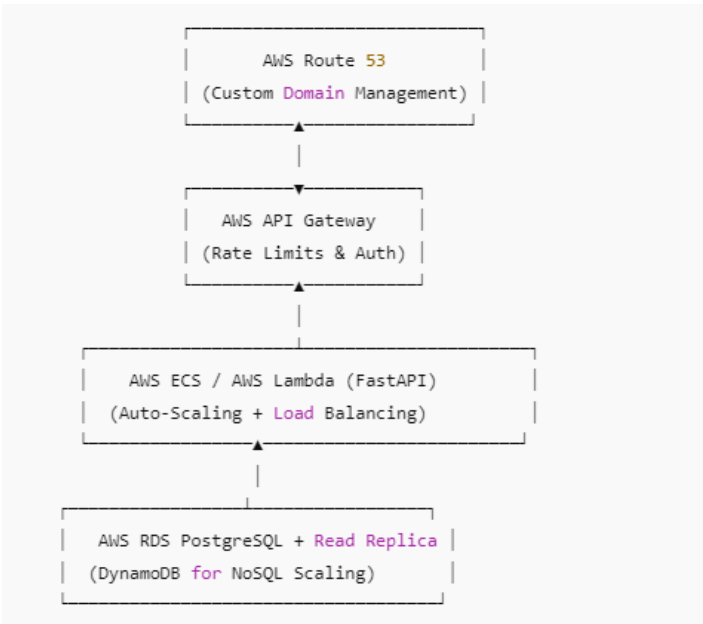 AWS Route 53
(Custom Domain Management)
AWS API Gateway
(Rate Limits & Auth)
AWS ECS / AWS Lambda (FastAPI)
(Auto-Scaling + Load Balancing)
AWS RDS PostgreSQL + Read Replica
(DynamoDB for NoSQL Scaling)